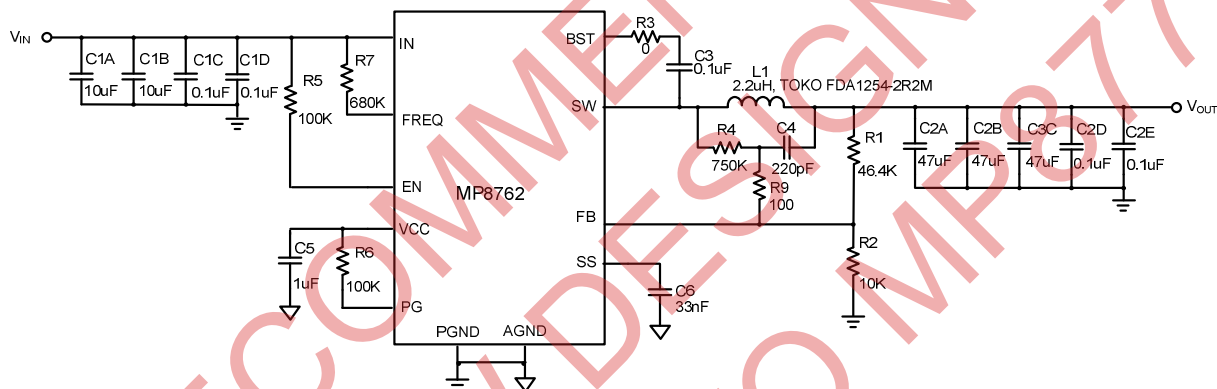 VIN
C1A
10uF
C1B
10uF
C1C
0.1uF
C1D
0.1uF
R5
100K
R7
680K
IN
FREQ
EN
MP8762
VCC
C5
1uF
R6
100K
PG
PGND
AGND
BST
R3
0
C3
0.1uF
SW
L1
2.2uH, TOKO FDA1254-2R2M
R4
750K
C4
220pF
R9
100
R1
46.4K
FB
R2
10K
SS
C6
33nF
C2A
47uF
C2B
47uF
C3C
47uF
C2D
0.1uF
C2E
0.1uF
VOUT